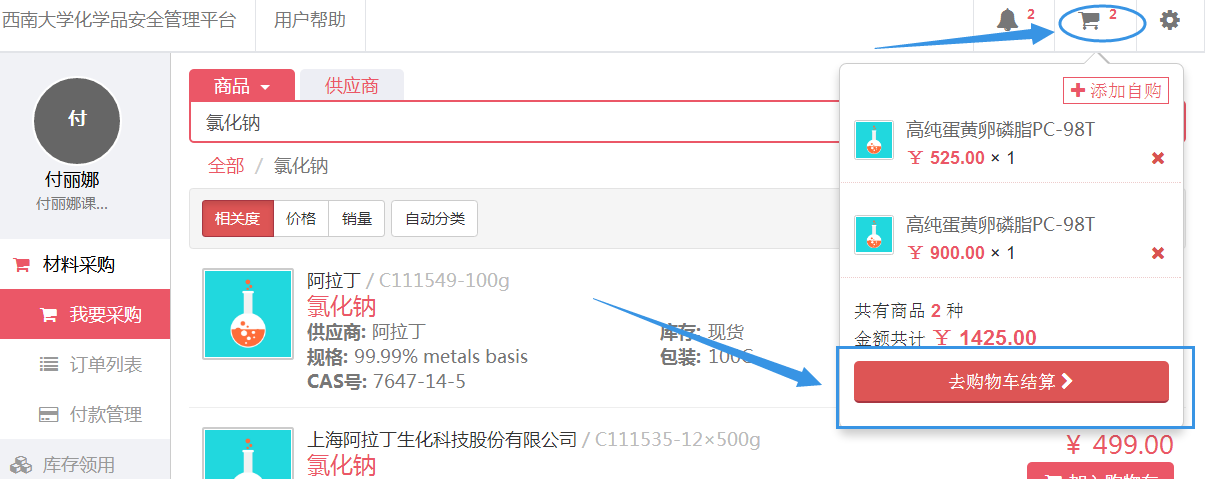 西南大学化学品安全管理平台
用户帮助
2
2
付
付丽娜
付丽娜课...
材料采购
我要采购
订单列表
付款管理
库存领用
商品
供应商
氯化钠
全部 / 氯化钠
相关度
价格
销量
自动分类
阿拉丁 / C111549-100g
氯化钠
供应商: 阿拉丁
库存: 现货
规格: 99.99% metals basis
包装: 100G
CAS号: 7647-14-5
上海阿拉丁生化科技股份有限公司 / C111535-12×500g
氯化钠
¥ 499.00
加入购物车
添加自购
高纯蛋黄卵磷脂PC-98T
¥ 525.00 × 1
高纯蛋黄卵磷脂PC-98T
¥ 900.00 × 1
共有商品 2 种
金额共计 ¥ 1425.00
去购物车结算